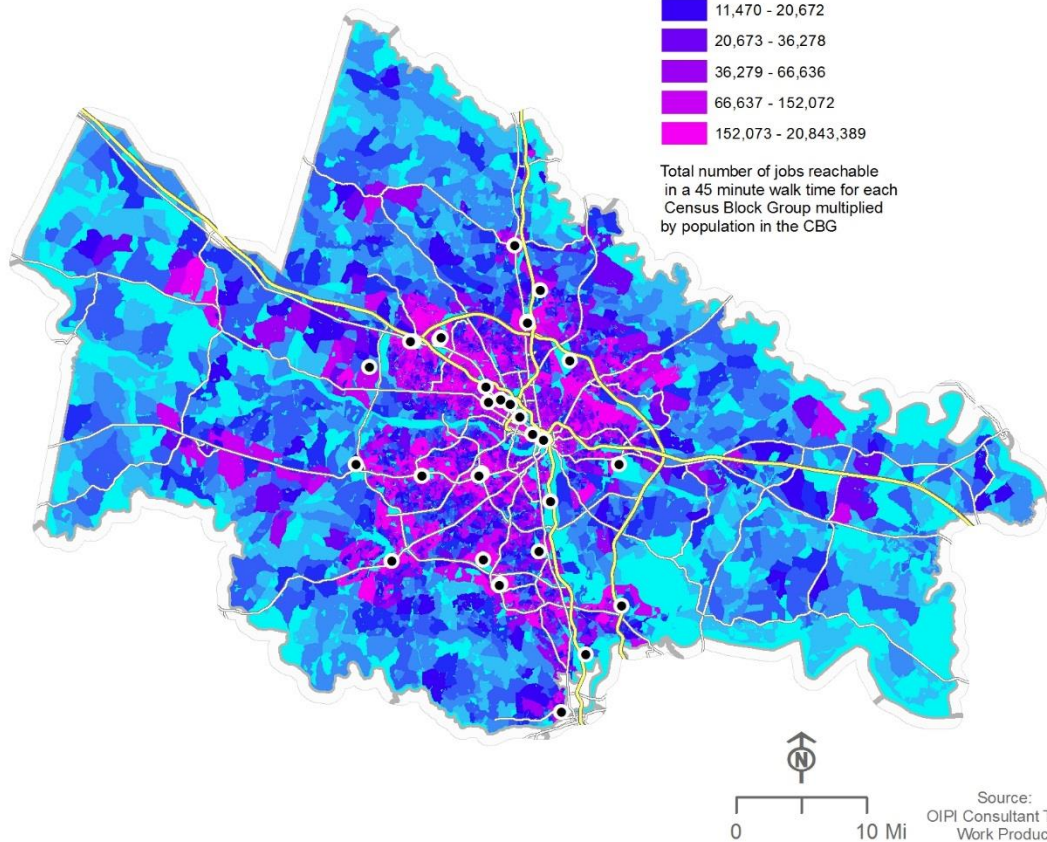 11,470 - 20,672
20,673 - 36,278
36,279 - 66,636
66,637 - 152,072
152,073 - 20,843,389
Total number of jobs reachable
in a 45 minute walk time for each
Census Block Group multiplied
by population in the CBG
N
0 10 Mi
Source:
OIPI Consultant
Work